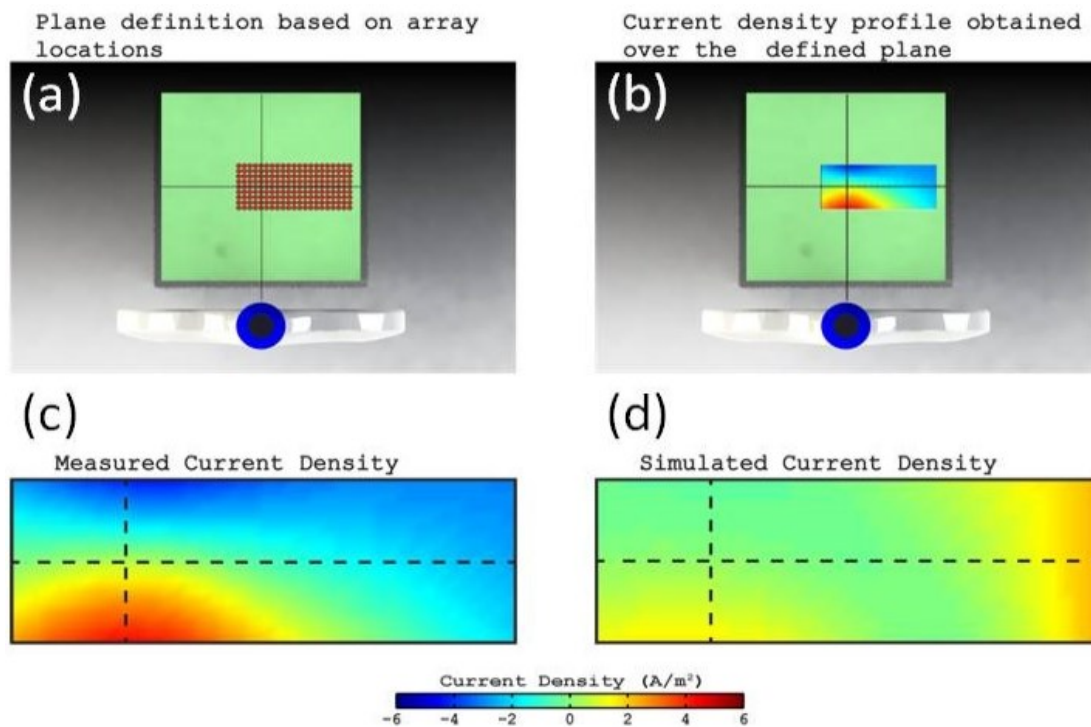 Plane definition based on array
locations
Current density profile obtained
over the defined plane
(a)
(b)
(c)
(d)
Measured Current Density
Simulated Current Density
Current Density (A/m²)
-6 -4 -2 0 2 4 6